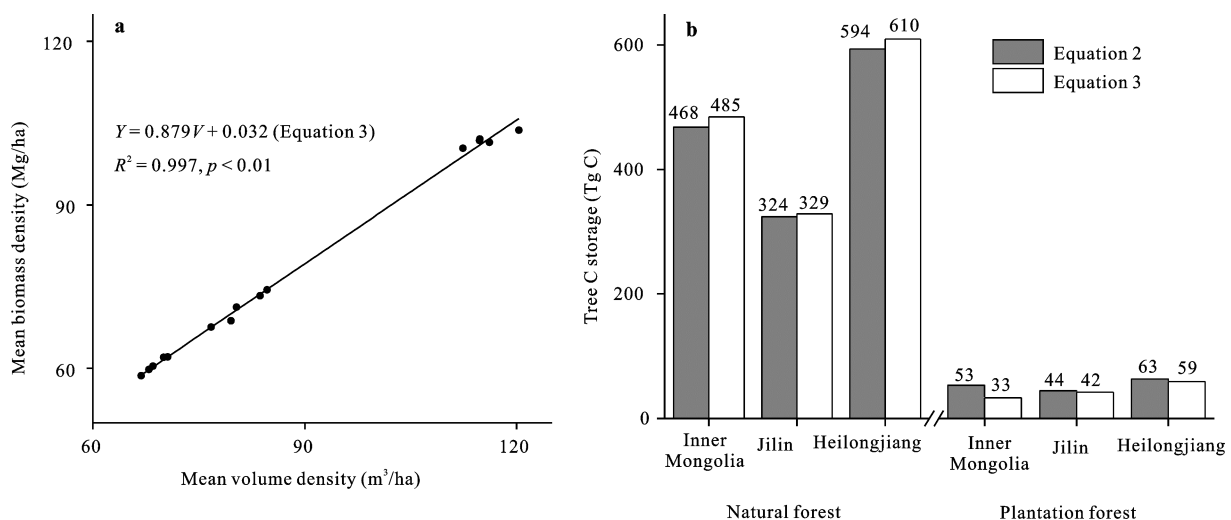 a
120
90
60
Y = 0.879V + 0.032 (Equation 3)
R² = 0.997, p < 0.01
Mean biomass density (Mg/ha)
60
90
120
Mean volume density (m³/ha)
b
600
400
200
0
Tree C storage (Tg C)
Equation 2
Equation 3
468
485
324
329
594
610
53
33
44
42
63
59
Inner
Mongolia
Jilin
Heilongjiang
Inner
Mongolia
Jilin
Heilongjiang
Natural forest
Plantation forest